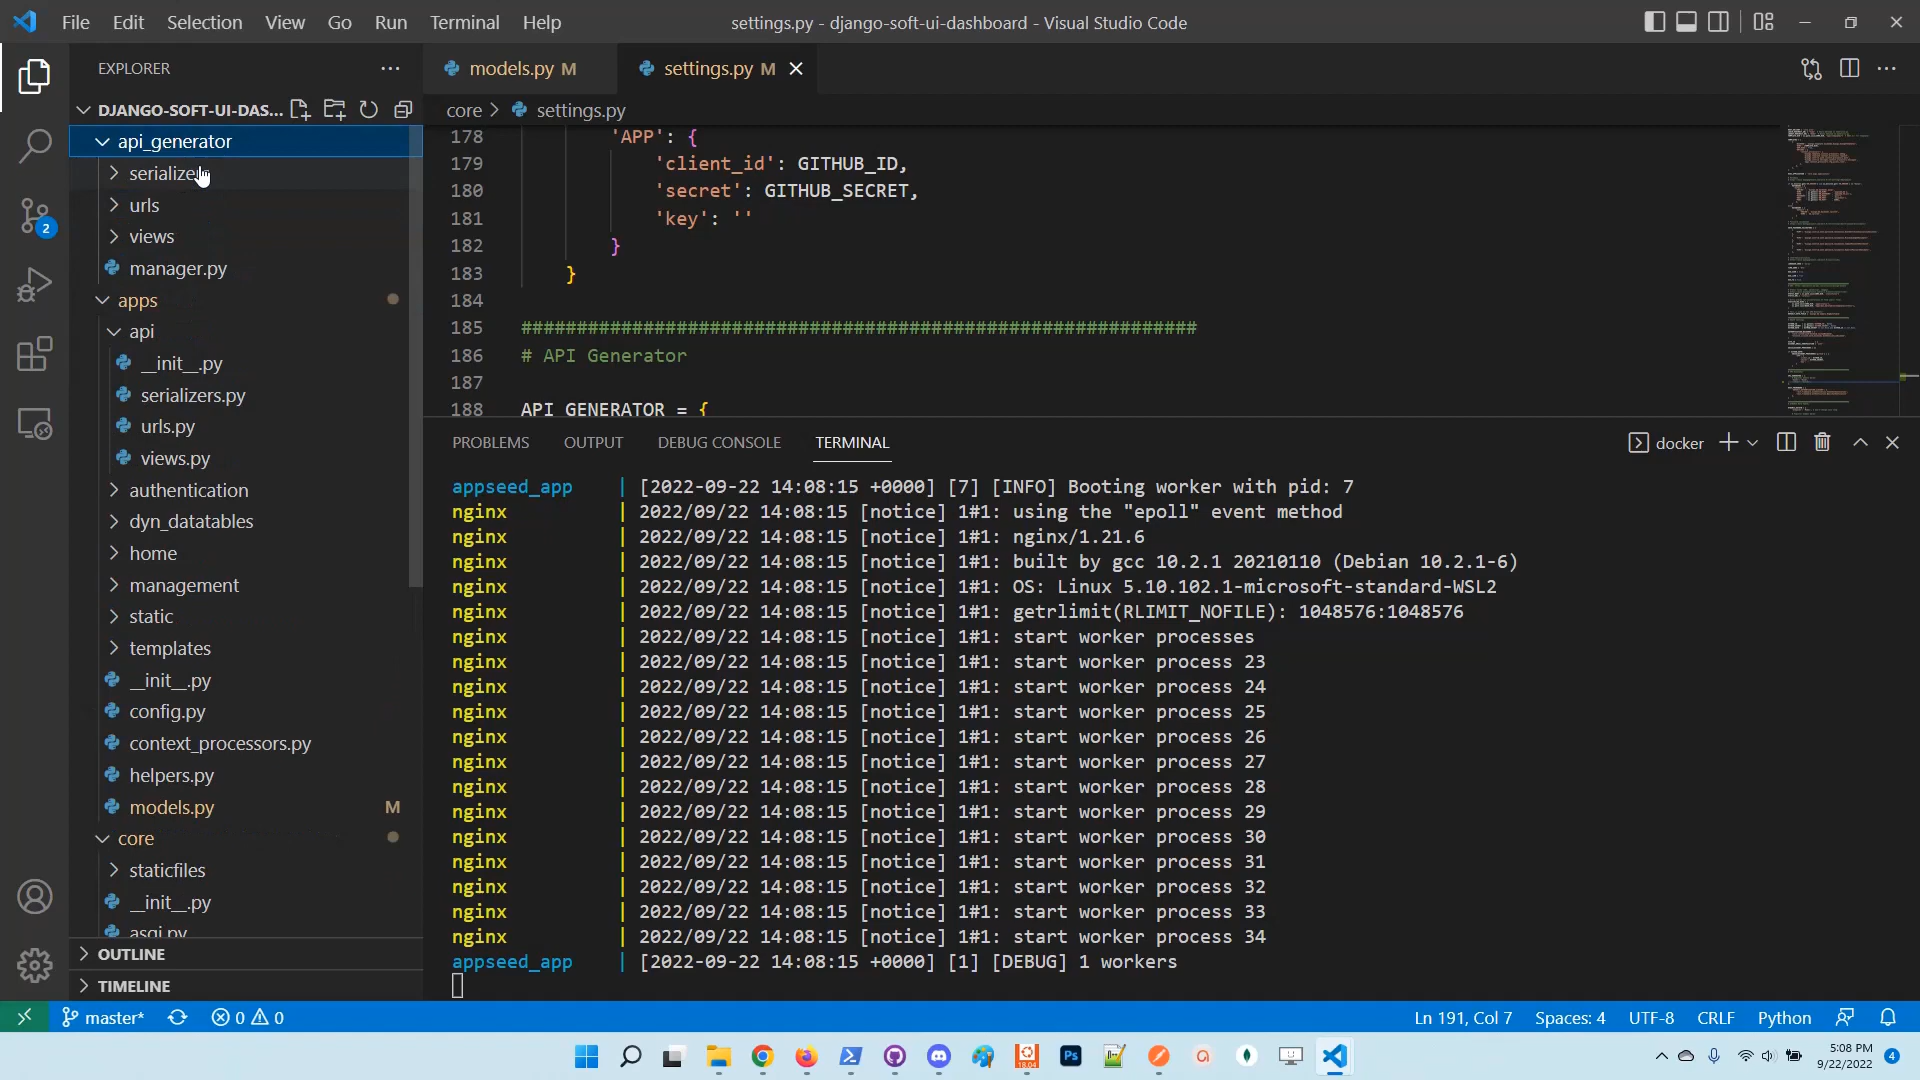 File Edit Selection View Go Run Terminal Help
settings.py - django-soft-ui-dashboard - Visual Studio Code
EXPLORER
DJANGO-SOFT-UI-DAS...
api_generator
serializers
urls
views
manager.py
apps
api
__init__.py
serializers.py
urls.py
views.py
authentication
dyn_datatables
home
management
static
templates
__init__.py
config.py
context_processors.py
helpers.py
models.py M
core
staticfiles
__init__.py
asgi.py
OUTLINE
TIMELINE
models.py M settings.py M
core > settings.py
178 'APP': {
179 'client_id': GITHUB_ID,
180 'secret': GITHUB_SECRET,
181 'key': ''
182 }
183 }
184
185 #############################################################
186 # API Generator
187
188 API_GENERATOR = {
PROBLEMS OUTPUT DEBUG CONSOLE TERMINAL docker
appseed_app | [2022-09-22 14:08:15 +0000] [7] [INFO] Booting worker with pid: 7
nginx | 2022/09/22 14:08:15 [notice] 1#1: using the "epoll" event method
nginx | 2022/09/22 14:08:15 [notice] 1#1: nginx/1.21.6
nginx | 2022/09/22 14:08:15 [notice] 1#1: built by gcc 10.2.1 20210110 (Debian 10.2.1-6)
nginx | 2022/09/22 14:08:15 [notice] 1#1: OS: Linux 5.10.102.1-microsoft-standard-WSL2
nginx | 2022/09/22 14:08:15 [notice] 1#1: getrlimit(RLIMIT_NOFILE): 1048576:1048576
nginx | 2022/09/22 14:08:15 [notice] 1#1: start worker processes
nginx | 2022/09/22 14:08:15 [notice] 1#1: start worker process 23
nginx | 2022/09/22 14:08:15 [notice] 1#1: start worker process 24
nginx | 2022/09/22 14:08:15 [notice] 1#1: start worker process 25
nginx | 2022/09/22 14:08:15 [notice] 1#1: start worker process 26
nginx | 2022/09/22 14:08:15 [notice] 1#1: start worker process 27
nginx | 2022/09/22 14:08:15 [notice] 1#1: start worker process 28
nginx | 2022/09/22 14:08:15 [notice] 1#1: start worker process 29
nginx | 2022/09/22 14:08:15 [notice] 1#1: start worker process 30
nginx | 2022/09/22 14:08:15 [notice] 1#1: start worker process 31
nginx | 2022/09/22 14:08:15 [notice] 1#1: start worker process 32
nginx | 2022/09/22 14:08:15 [notice] 1#1: start worker process 33
nginx | 2022/09/22 14:08:15 [notice] 1#1: start worker process 34
appseed_app | [2022-09-22 14:08:15 +0000] [1] [DEBUG] 1 workers
2
master* 0 0 Ln 191, Col 7 Spaces: 4 UTF-8 CRLF Python
18.04 Ps
5:08 PM
9/22/2022
4